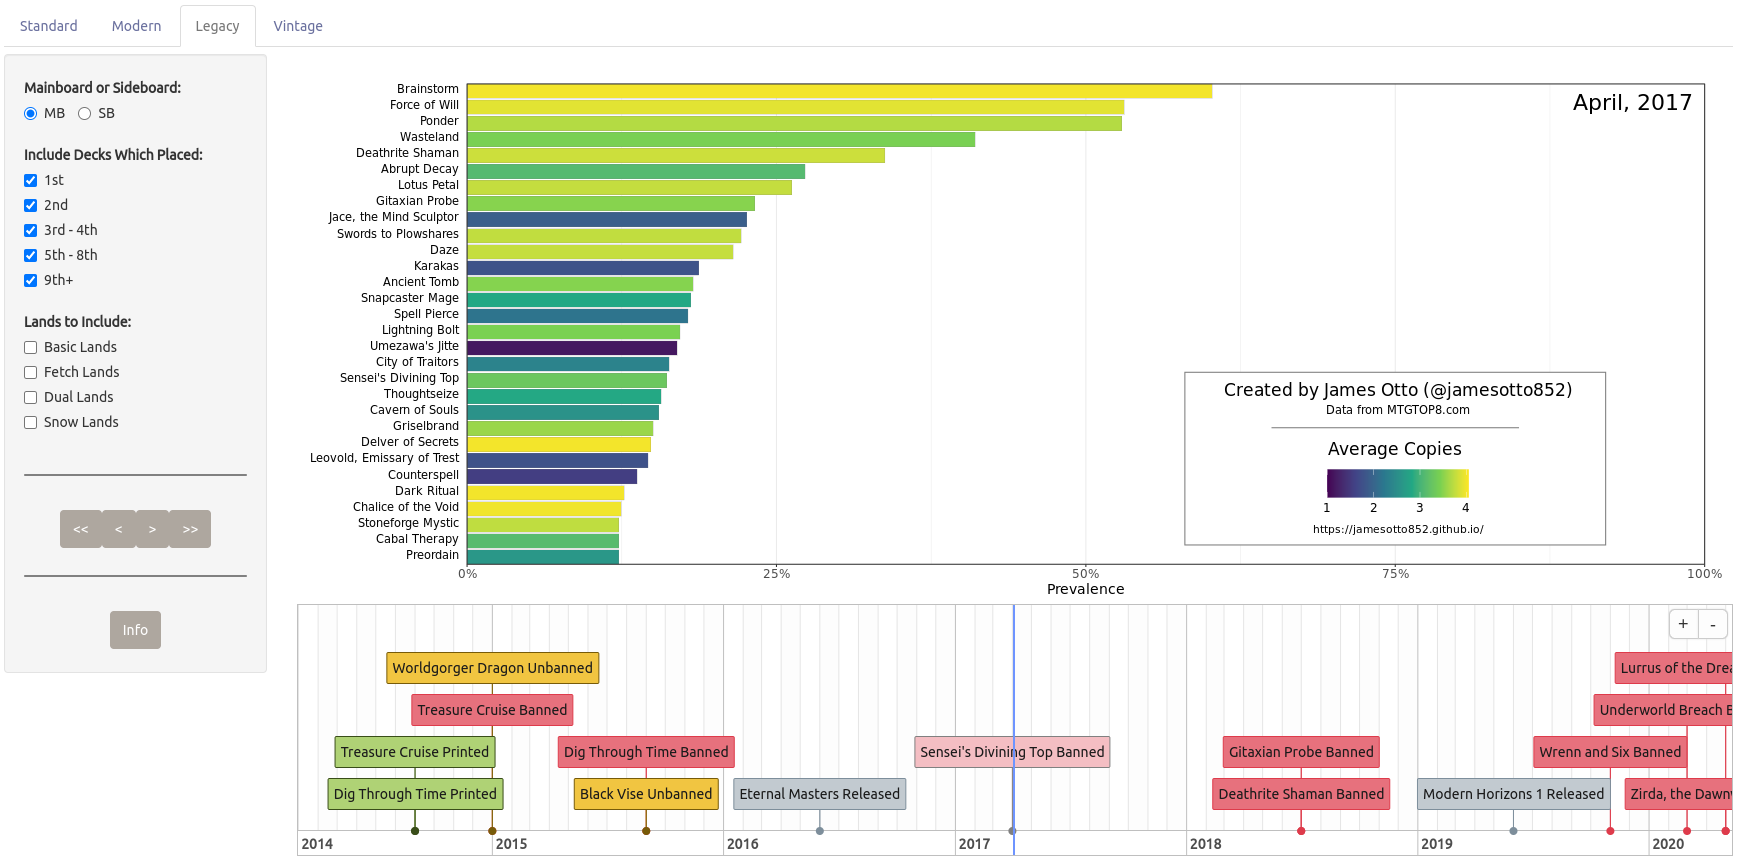 Standard
Modern
Legacy
Vintage
Mainboard or Sideboard:
MB SB
Include Decks Which Placed:
1st
2nd
3rd - 4th
5th - 8th
9th+
Lands to Include:
Basic Lands
Fetch Lands
Dual Lands
Snow Lands
<< < > >>
Info
April, 2017
Brainstorm
Force of Will
Ponder
Wasteland
Deathrite Shaman
Abrupt Decay
Lotus Petal
Gitaxian Probe
Jace, the Mind Sculptor
Swords to Plowshares
Daze
Karakas
Ancient Tomb
Snapcaster Mage
Spell Pierce
Lightning Bolt
Umezawa's Jitte
City of Traitors
Sensei's Divining Top
Thoughtseize
Cavern of Souls
Griselbrand
Delver of Secrets
Leovold, Emissary of Trest
Counterspell
Dark Ritual
Chalice of the Void
Stoneforge Mystic
Cabal Therapy
Preordain
0% 25% 50% 75% 100%
Prevalence
Created by James Otto (@jamesotto852)
Data from MTGTOP8.com
Average Copies
1 2 3 4
https://jamesotto852.github.io/
+ -
Worldgorger Dragon Unbanned
Lurrus of the Drea
Treasure Cruise Banned
Underworld Breach B
Treasure Cruise Printed
Dig Through Time Banned
Sensei's Divining Top Banned
Gitaxian Probe Banned
Wrenn and Six Banned
Dig Through Time Printed
Black Vise Unbanned
Eternal Masters Released
Deathrite Shaman Banned
Modern Horizons 1 Released
Zirda, the Dawn
2014 2015 2016 2017 2018 2019 2020